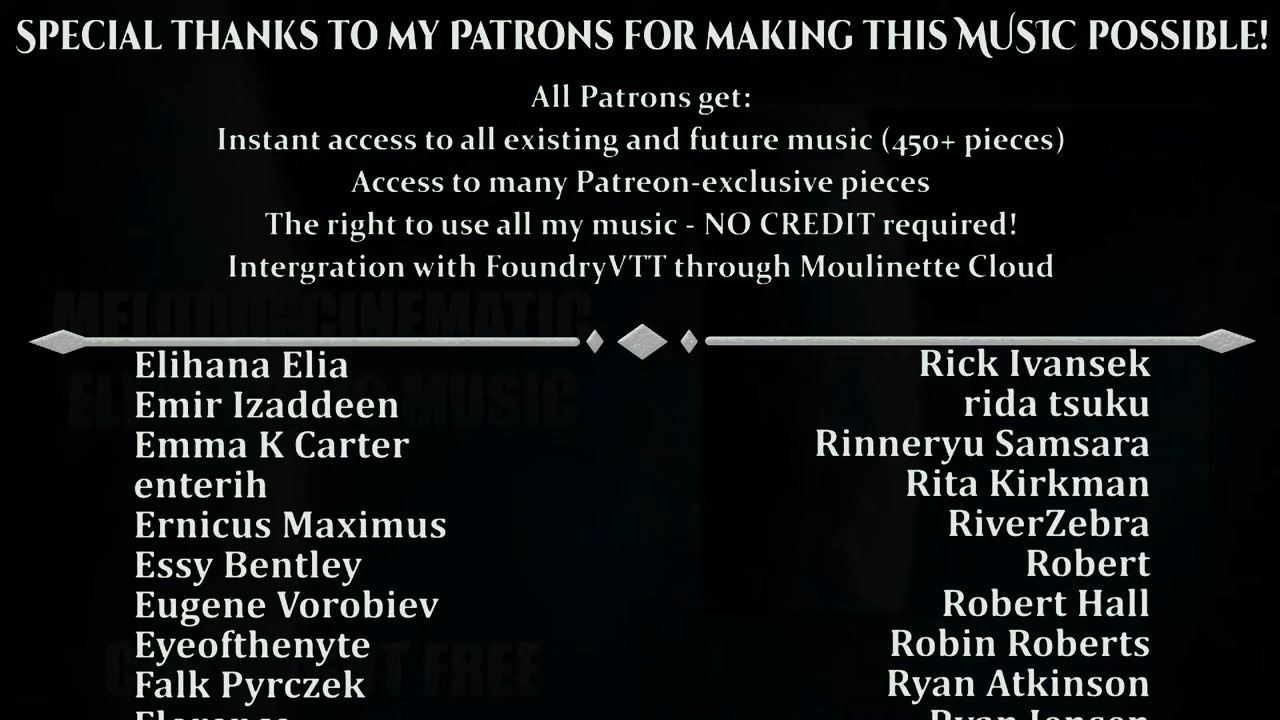 SPECIAL THANKS TO MY PATRONS FOR MAKING THIS MUSIC POSSIBLE!
All Patrons get:
Instant access to all existing and future music (450+ pieces)
Access to many Patreon-exclusive pieces
The right to use all my music - NO CREDIT required!
Intergration with FoundryVTT through Moulinette Cloud
MELODIC CINEMATIC
MUSIC
FREE
Elihana Elia
Emir Izaddeen
Emma K Carter
enterih
Ernicus Maximus
Essy Bentley
Eugene Vorobiev
Eyeofthenyte
Falk Pyrczek
Rick Ivansek
rida tsuku
Rinneryu Samsara
Rita Kirkman
RiverZebra
Robert
Robert Hall
Robin Roberts
Ryan Atkinson